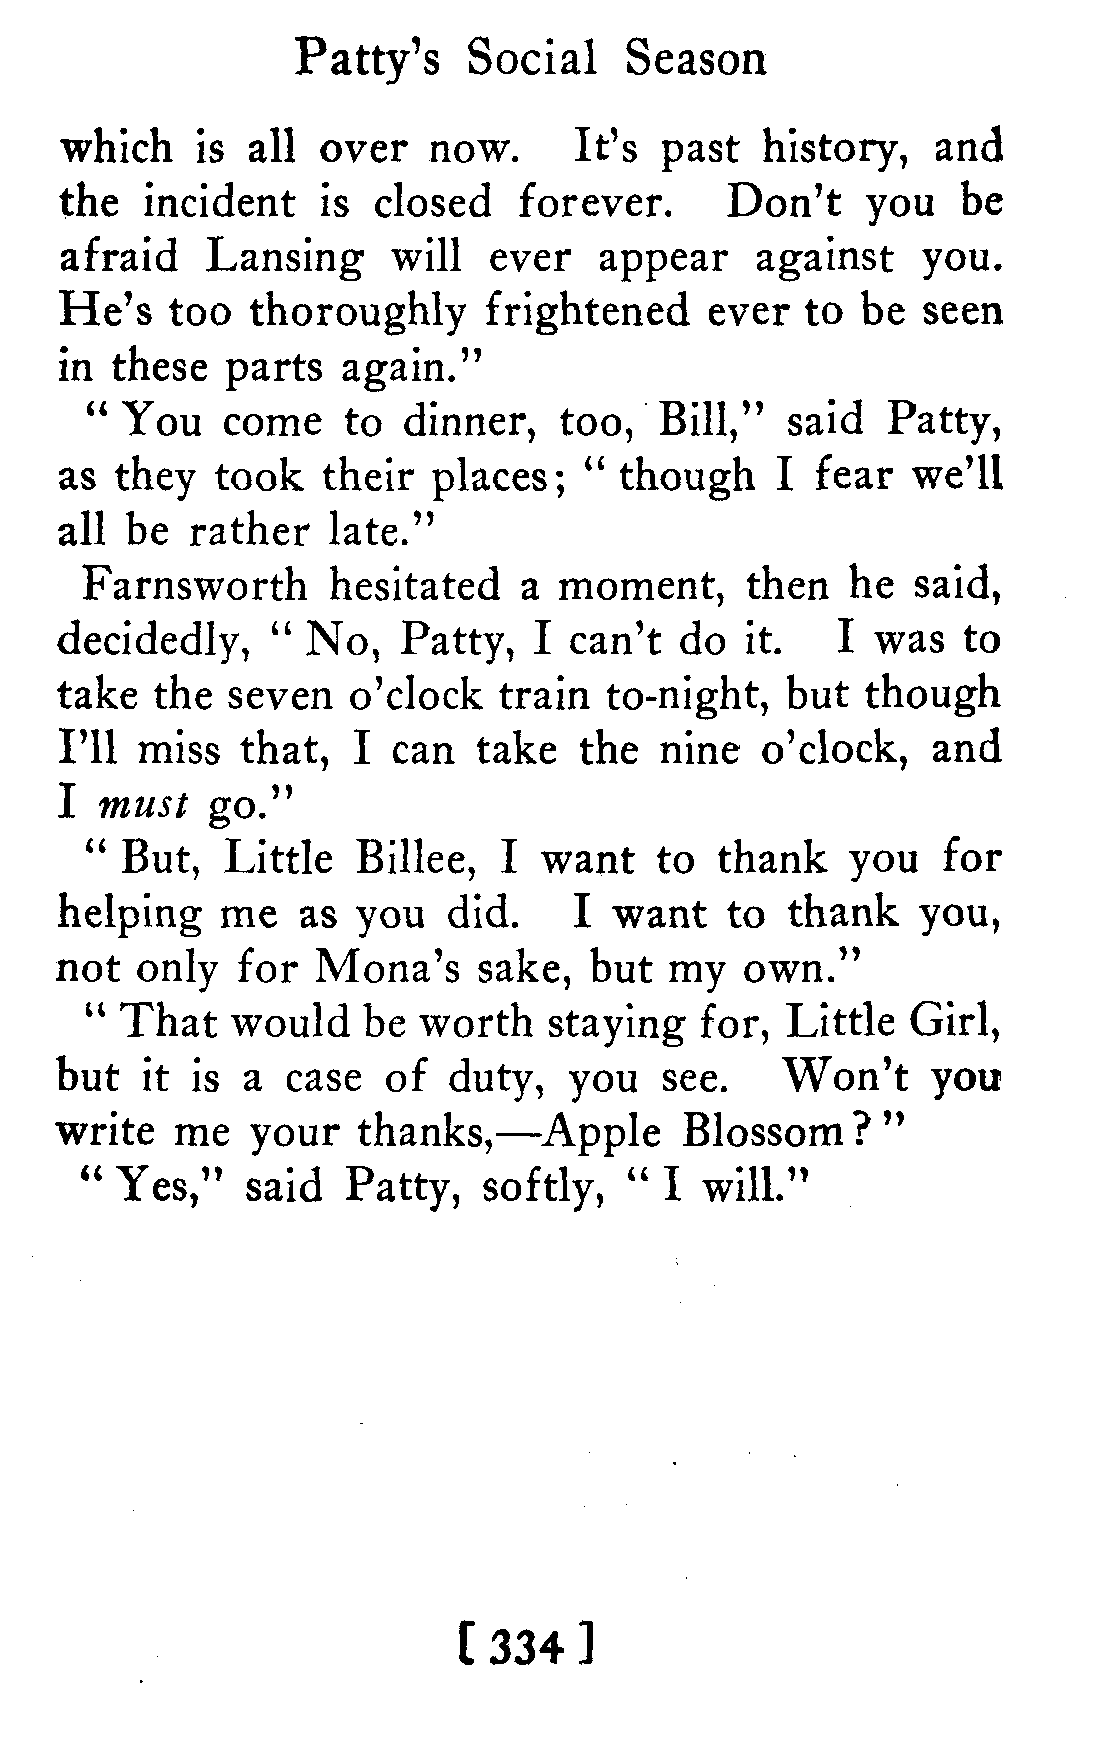 Patty's Social Season
which is all over now. It's past history, and
the incident is closed forever. Don't you be
afraid Lansing will ever appear against you.
He's too thoroughly frightened ever to be seen
in these parts again."
" You come to dinner, too, Bill," said Patty,
as they took their places; " though I fear we'll
all be rather late."
Farnsworth hesitated a moment, then he said,
decidedly, " No, Patty, I can't do it. I was to
take the seven o'clock train to-night, but though
I'll miss that, I can take the nine o'clock, and
I must go."
" But, Little Billee, I want to thank you for
helping me as you did. I want to thank you,
not only for Mona's sake, but my own."
" That would be worth staying for, Little Girl,
but it is a case of duty, you see. Won't you
write me your thanks,—Apple Blossom? "
" Yes," said Patty, softly, " I will."
[ 334 ]